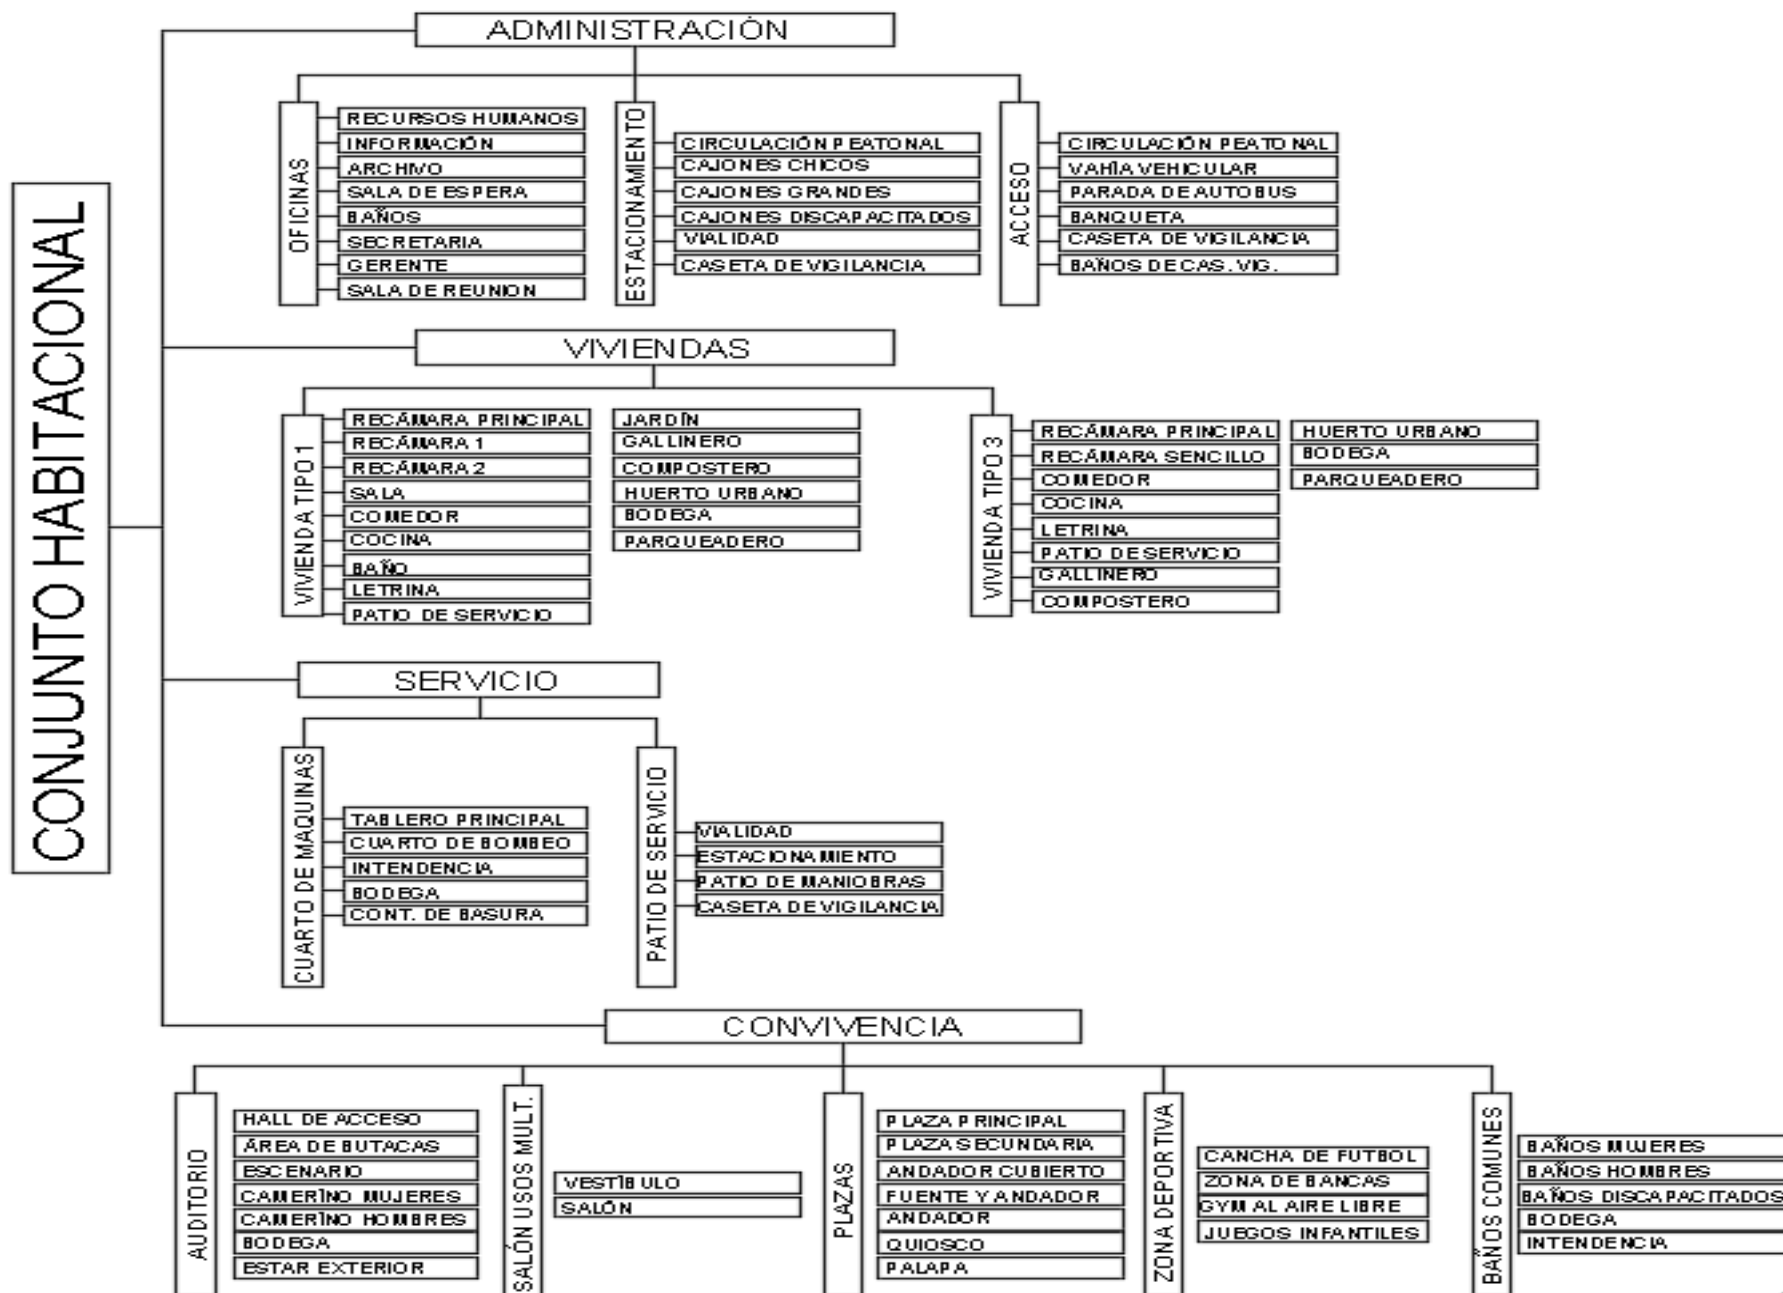 CONJUNTO HABITACIONAL
ADMINISTRACIÓN
OFICINAS
RECURSOS HUMANOS
INFORMACIÓN
ARCHIVO
SALA DE ESPERA
BAÑOS
SECRETARIA
GERENTE
SALA DE REUNION
ESTACIONAMIENTO
CIRCULACIÓN PEATONAL
CAJONES CHICOS
CAJONES GRANDES
CAJONES DISCAPACITADOS
VIALIDAD
CASETA DE VIGILANCIA
ACCESO
CIRCULACIÓN PEATONAL
VAHÍA VEHICULAR
PARADA DE AUTOBUS
BANQUETA
CASETA DE VIGILANCIA
BAÑOS DE CAS. VIG.
VIVIENDAS
VIVIENDA TIPO 1
RECÁMARA PRINCIPAL
RECÁMARA 1
RECÁMARA 2
SALA
COMEDOR
COCINA
BAÑO
LETRINA
PATIO DE SERVICIO
JARDÍN
GALLINERO
COMPOSTERO
HUERTO URBANO
BODEGA
PARQUEADERO
VIVIENDA TIPO 3
RECÁMARA PRINCIPAL
RECÁMARA SENCILLO
COMEDOR
COCINA
LETRINA
PATIO DE SERVICIO
GALLINERO
COMPOSTERO
HUERTO URBANO
BODEGA
PARQUEADERO
SERVICIO
CUARTO DE MAQUINAS
TABLERO PRINCIPAL
CUARTO DE BOMBEO
INTENDENCIA
BODEGA
CONT. DE BASURA
PATIO DE SERVICIO
VIALIDAD
ESTACIONAMIENTO
PATIO DE MANIOBRAS
CASETA DE VIGILANCIA
CONVIVENCIA
AUDITORIO
HALL DE ACCESO
ÁREA DE BUTACAS
ESCENARIO
CAMERÍNO MUJERES
CAMERÍNO HOMBRES
BODEGA
ESTAR EXTERIOR
SALÓN USOS MULT.
VESTÍBULO
SALÓN
PLAZAS
PLAZA PRINCIPAL
PLAZA SECUNDARIA
ANDADOR CUBIERTO
FUENTE Y ANDADOR
ANDADOR
QUIOSCO
PALAPA
ZONA DEPORTIVA
CANCHA DE FUTBOL
ZONA DE BANCAS
GYM AL AIRE LIBRE
JUEGOS INFANTILES
BAÑOS COMUNES
BAÑOS MUJERES
BAÑOS HOMBRES
BAÑOS DISCAPACITADOS
BODEGA
INTENDENCIA